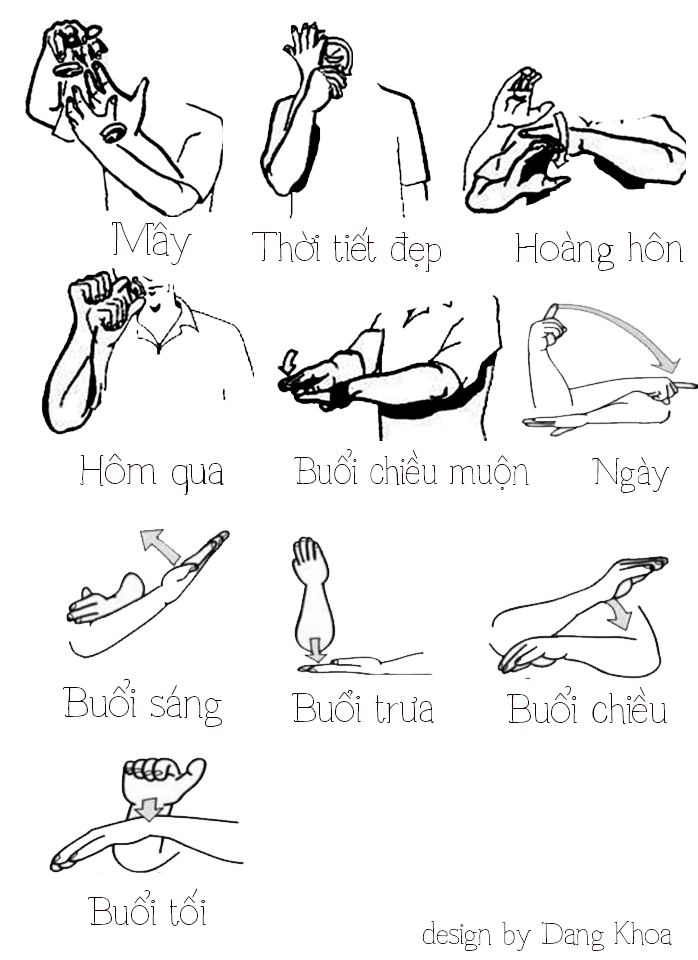 Mây
Thời tiết đẹp
Hoàng hôn
Hôm qua
Buổi chiều muộn
Ngày
Buổi sáng
Buổi trưa
Buổi chiều
Buổi tối
design by Dang Khoa